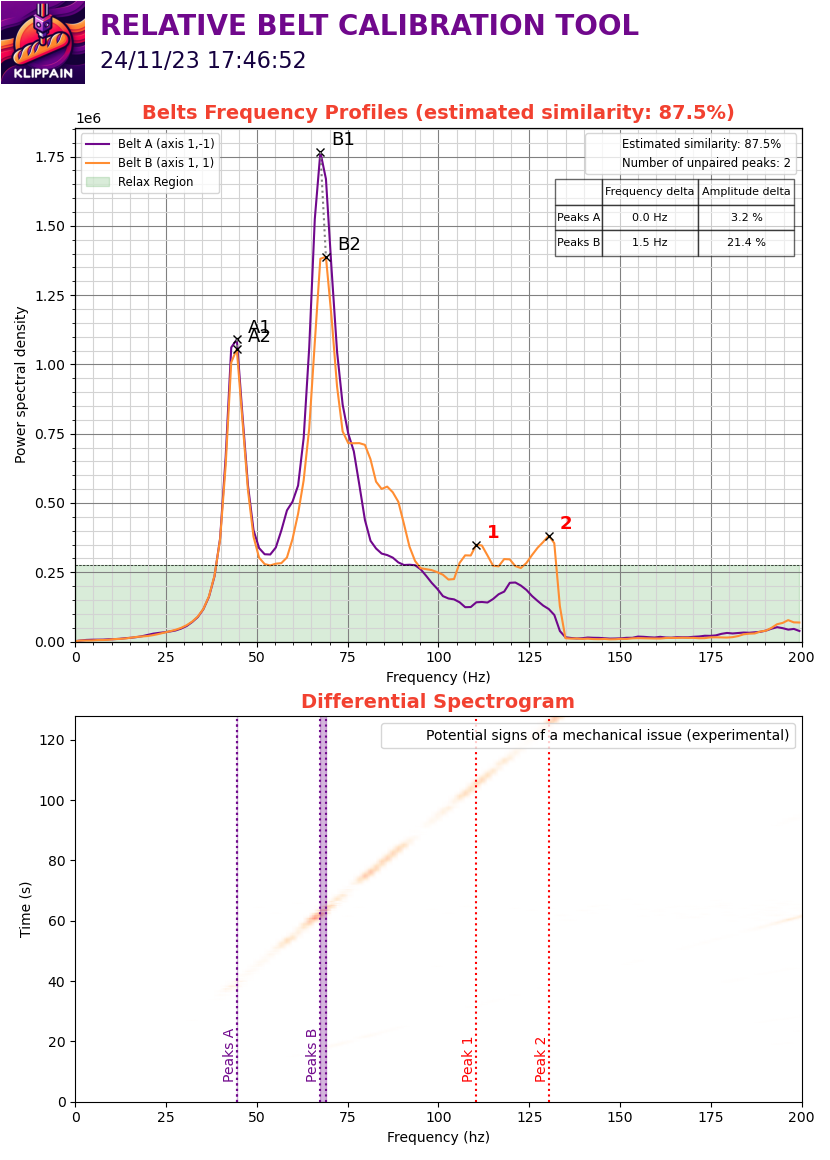 KLIPPAIN
RELATIVE BELT CALIBRATION TOOL
24/11/23 17:46:52
Belts Frequency Profiles (estimated similarity: 87.5%)
1e6
Belt A (axis 1,-1)
Belt B (axis 1, 1)
Relax Region
Estimated similarity: 87.5%
Number of unpaired peaks: 2
Frequency delta Amplitude delta
Peaks A 0.0 Hz 3.2 %
Peaks B 1.5 Hz 21.4 %
B1
B2
A1
A2
1
2
Power spectral density
1.75
1.50
1.25
1.00
0.75
0.50
0.25
0.00
0 25 50 75 100 125 150 175 200
Frequency (Hz)
Differential Spectrogram
Potential signs of a mechanical issue (experimental)
Time (s)
120
100
80
60
40
20
0
Peaks A
Peaks B
Peak 1
Peak 2
0 25 50 75 100 125 150 175 200
Frequency (hz)